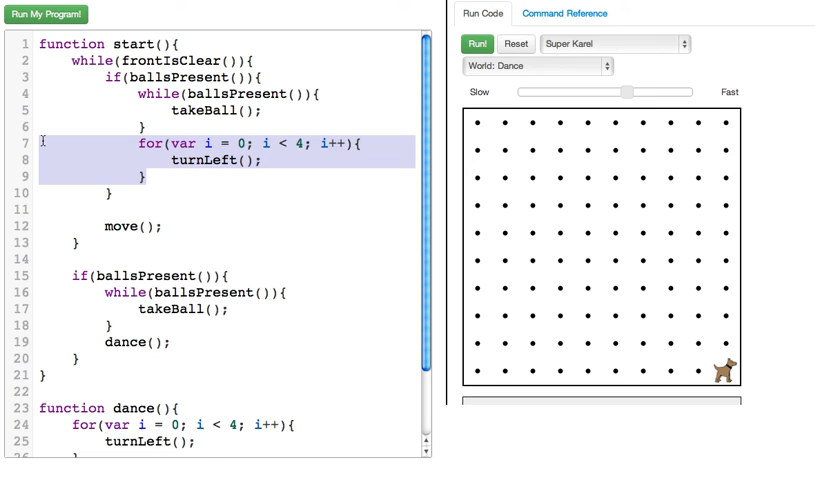 Run My Program!
1 function start(){
2 while(frontIsClear()){
3 if(ballsPresent()){
4 while(ballsPresent()){
5 takeBall();
6 }
7 for(var i = 0; i < 4; i++){
8 turnLeft();
9 }
10 }
11
12 move();
13 }
14
15 if(ballsPresent()){
16 while(ballsPresent()){
17 takeBall();
18 }
19 dance();
20 }
21 }
22
23 function dance(){
24 for(var i = 0; i < 4; i++){
25 turnLeft();
26 }
Run Code Command Reference
Run! Reset Super Karel
World: Dance
Slow Fast